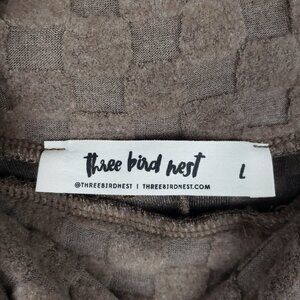 three bird nest L
@THREEBIRDNEST | THREEBIRDNEST.COM